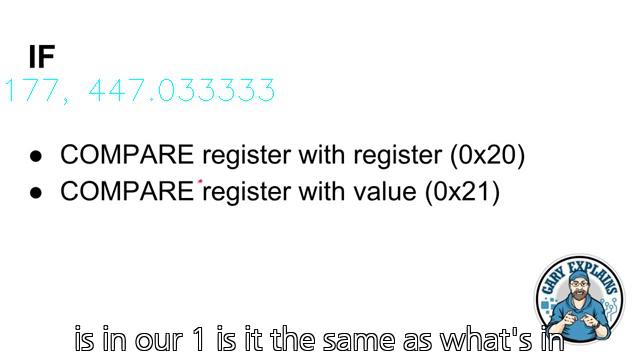 IF
177, 447.033333
● COMPARE register with register (0x20)
● COMPARE register with value (0x21)
GARY EXPLAINS
is in our 1 is it the same as what's in